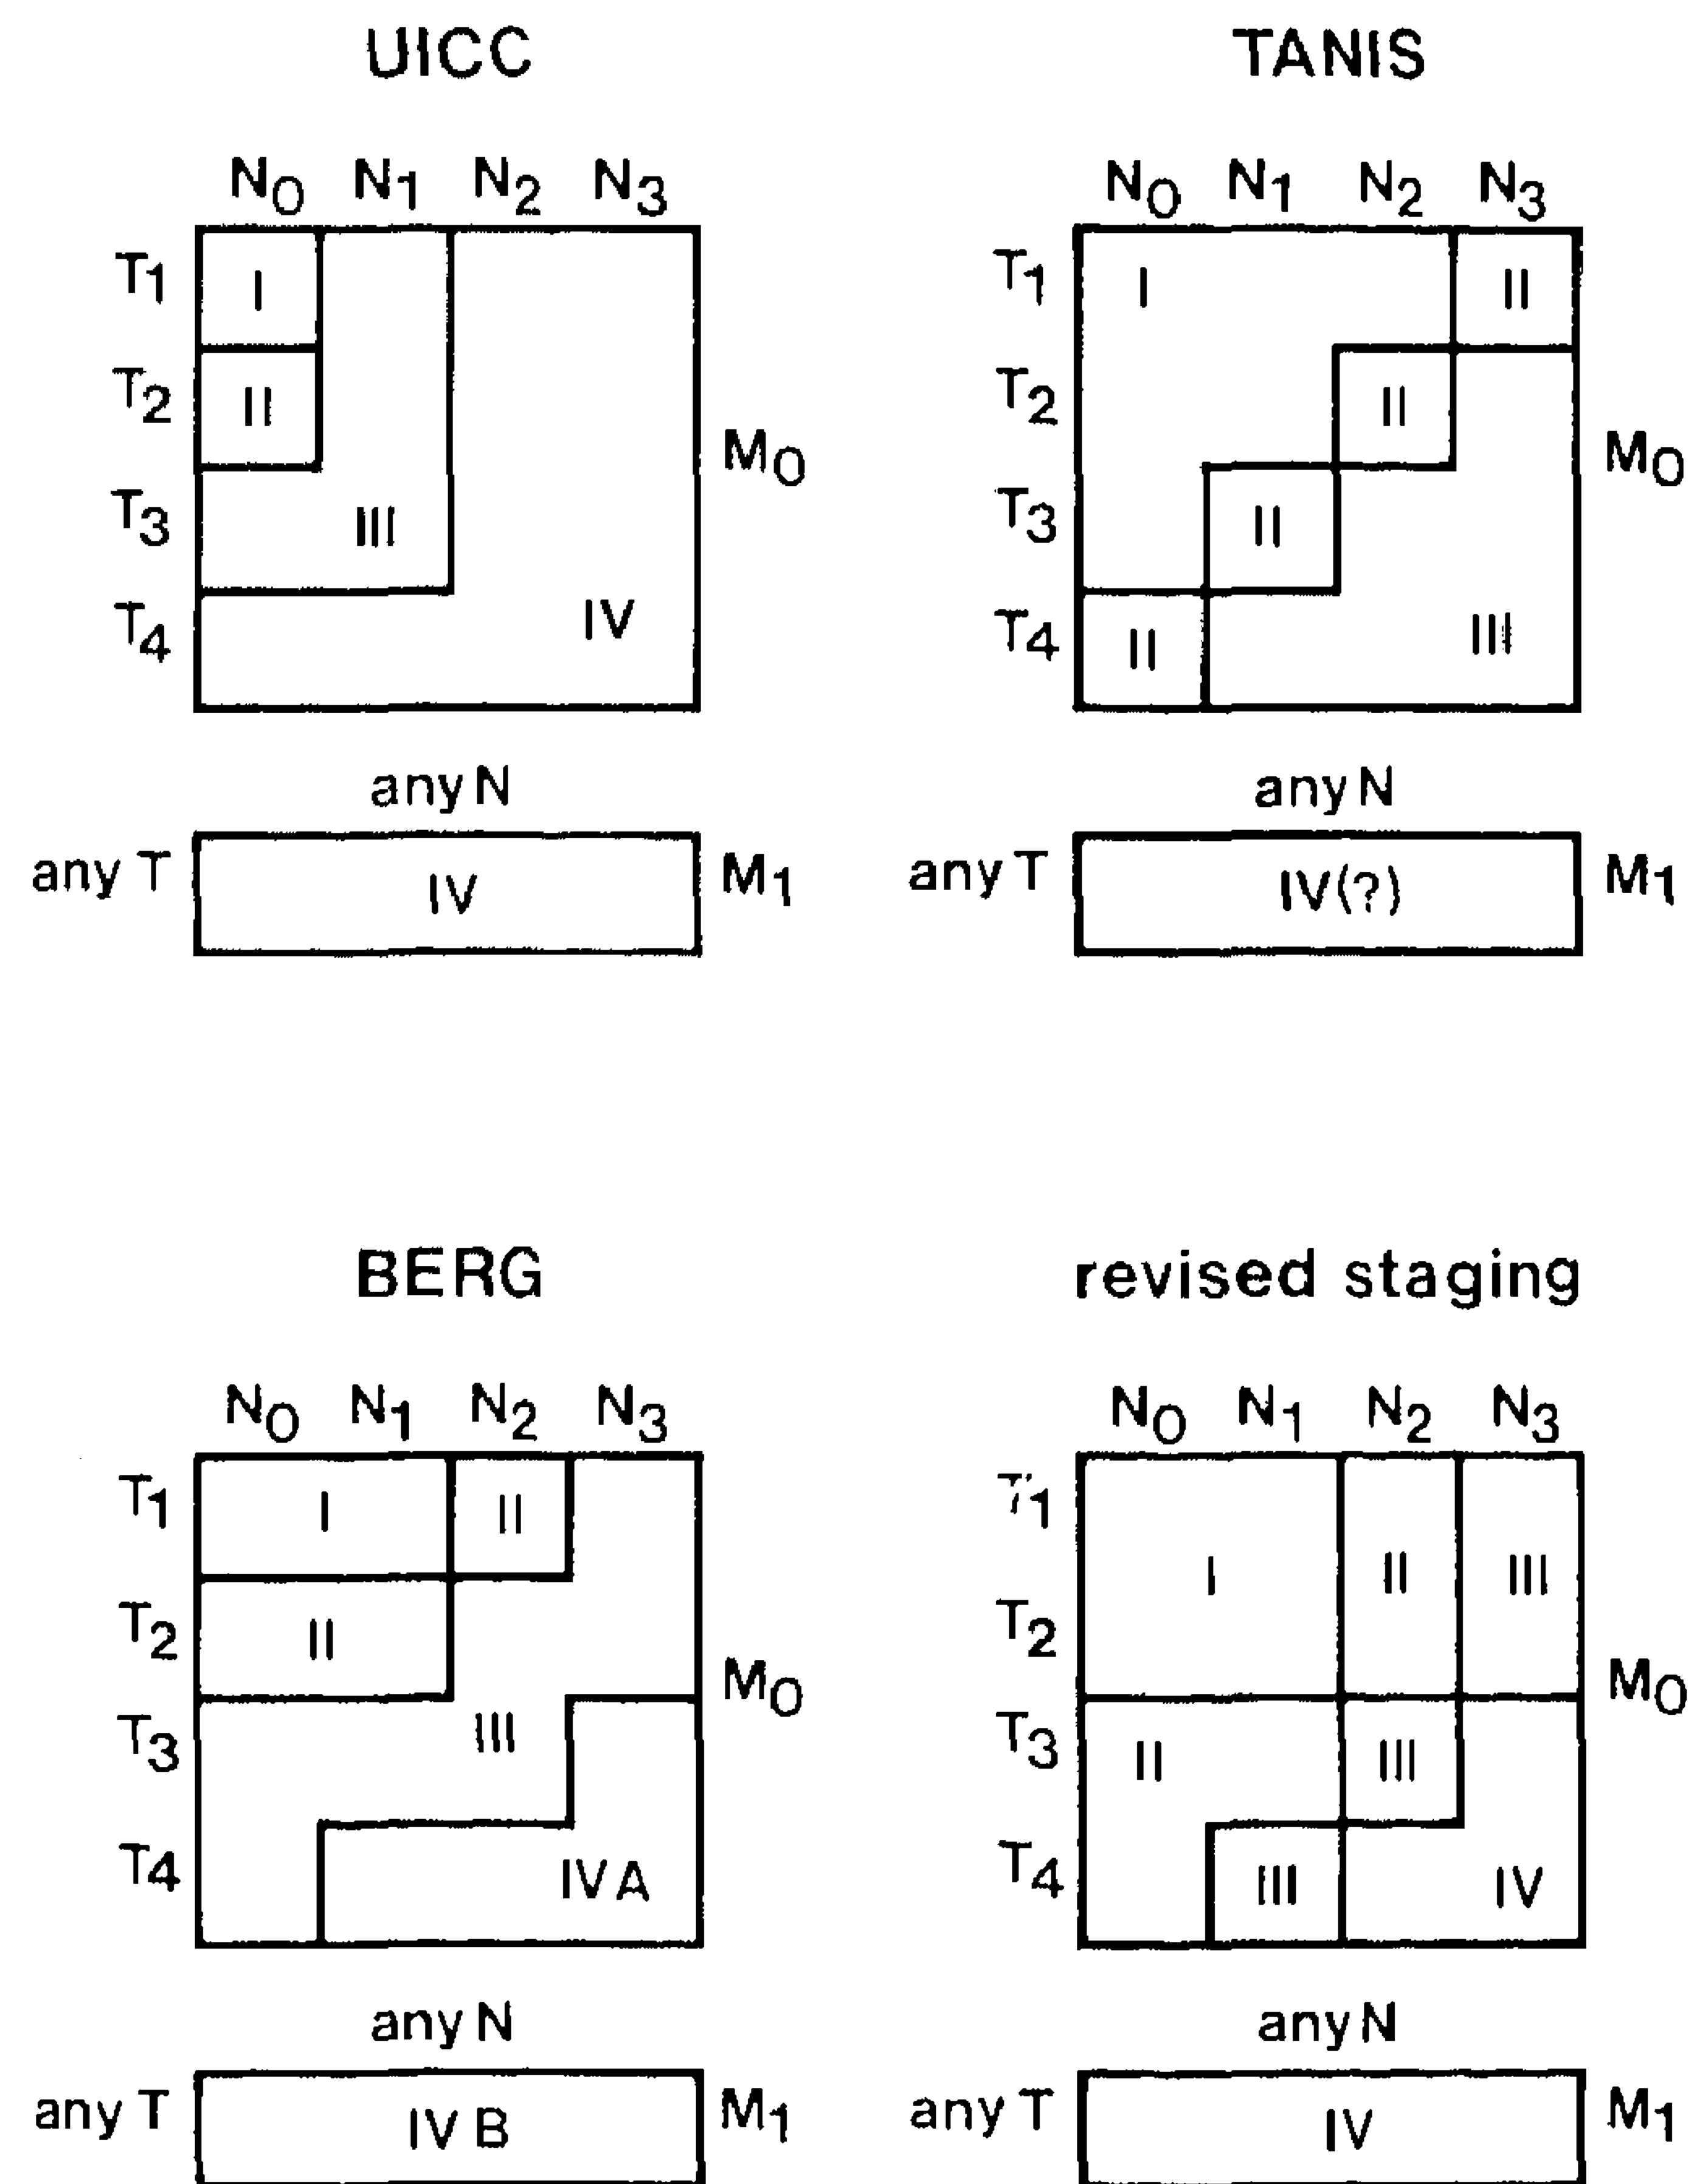 UICC
N0 N1 N2 N3
T1 I
T2 II
M0
T3 III
T4 IV
any N
any T IV M1
TANIS
N0 N1 N2 N3
T1 I II
T2 II
M0
T3 II
T4 II III
any N
any T IV(?) M1
BERG
N0 N1 N2 N3
T1 I II
T2 II
M0
T3 III
T4 IV A
any N
any T IV B M1
revised staging
N0 N1 N2 N3
T1
I II III
T2
M0
T3 II III
T4 III IV
any N
any T IV M1